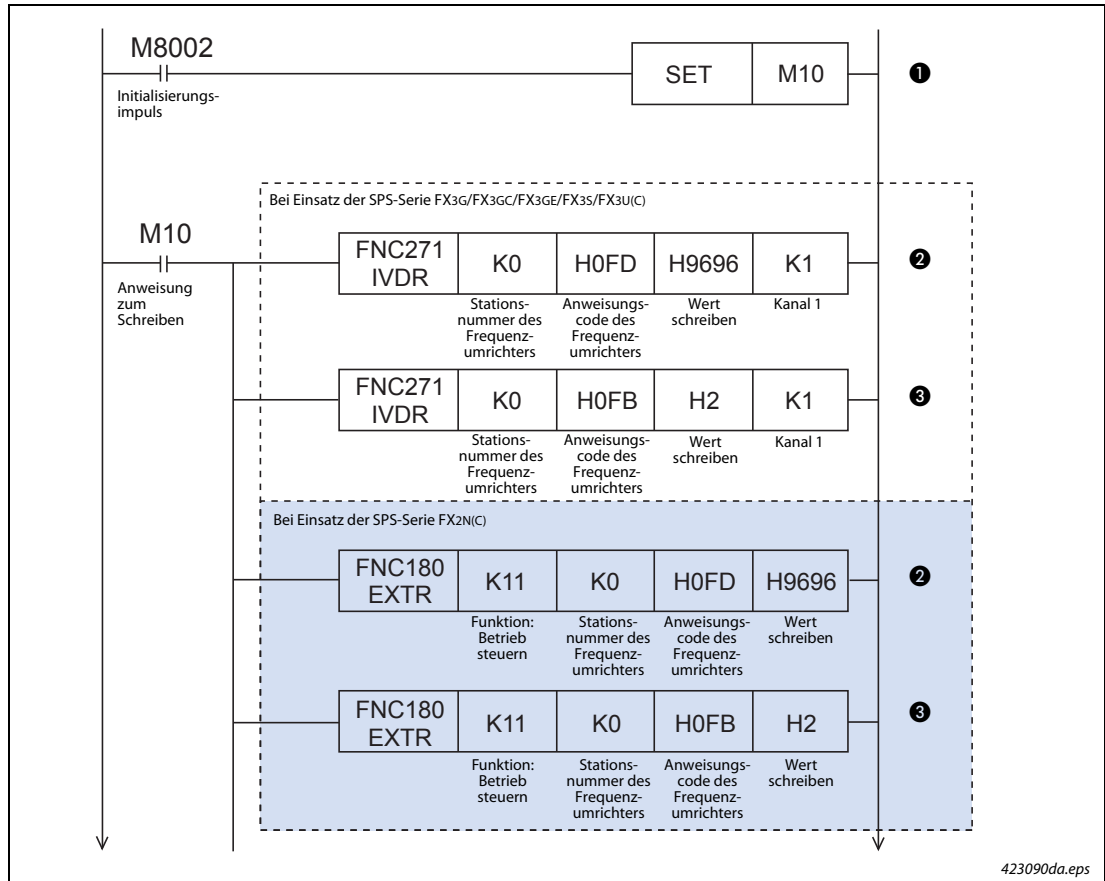 M8002
Initialisierungs-
impuls
SET M10
❶
Bei Einsatz der SPS-Serie FX3G/FX3GC/FX3GE/FX3S/FX3U(C)
M10
Anweisung
zum
Schreiben
FNC271
IVDR
K0 H0FD H9696 K1
❷
Stations-
nummer des
Frequenz-
umrichters
Anweisungs-
code des
Frequenz-
umrichters
Wert
schreiben
Kanal 1
FNC271
IVDR
K0 H0FB H2 K1
❸
Stations-
nummer des
Frequenz-
umrichters
Anweisungs-
code des
Frequenz-
umrichters
Wert
schreiben
Kanal 1
Bei Einsatz der SPS-Serie FX2N(C)
FNC180
EXTR
K11 K0 H0FD H9696
❷
Funktion:
Betrieb
steuern
Stations-
nummer des
Frequenz-
umrichters
Anweisungs-
code des
Frequenz-
umrichters
Wert
schreiben
FNC180
EXTR
K11 K0 H0FB H2
❸
Funktion:
Betrieb
steuern
Stations-
nummer des
Frequenz-
umrichters
Anweisungs-
code des
Frequenz-
umrichters
Wert
schreiben
423090da.eps